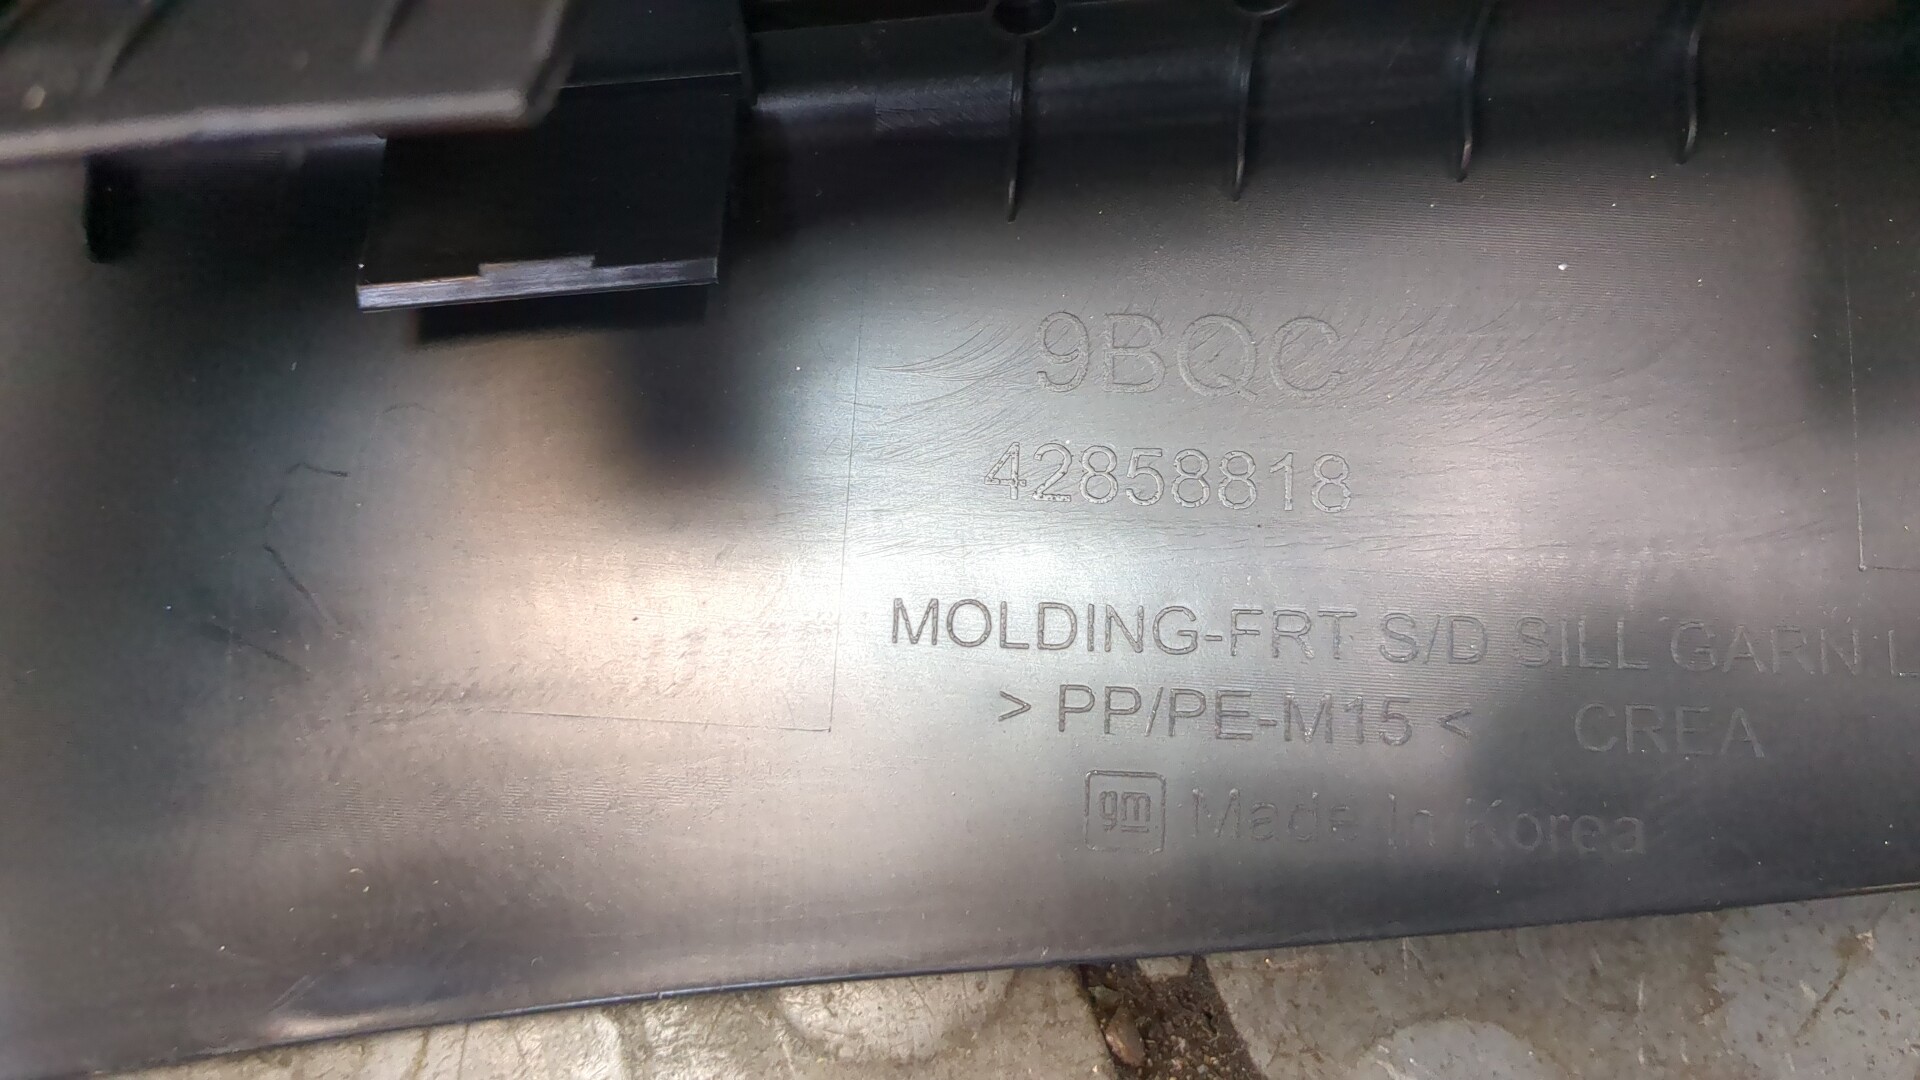 9BQC
42858818
MOLDING-FRT S/D SILL GARN L
> PP/PE-M15 < CREA
gm Made In Korea